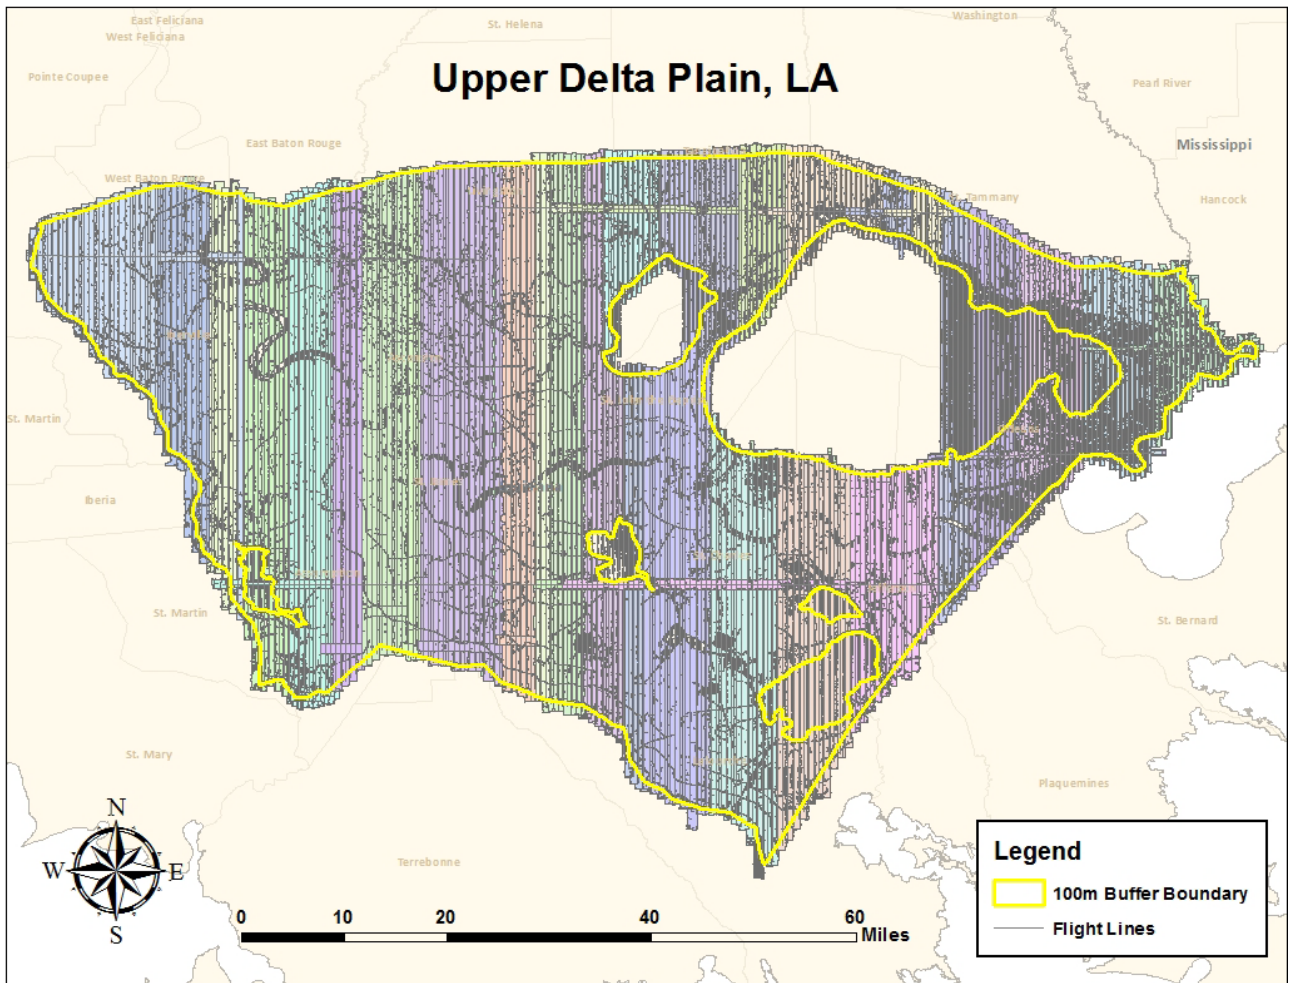 East Feliciana
West Feliciana
St. Helena
Washington
Pointe Coupee
Pearl River
Upper Delta Plain, LA
East Baton Rouge
Mississippi
West Baton Rouge
Hancock
St. Tammany
St. Martin
Iberia
St. Martin
St. Bernard
St. Mary
Plaquemines
Terrebonne
N
W
E
S
0
10
20
40
60
Miles
Legend
100m Buffer Boundary
Flight Lines